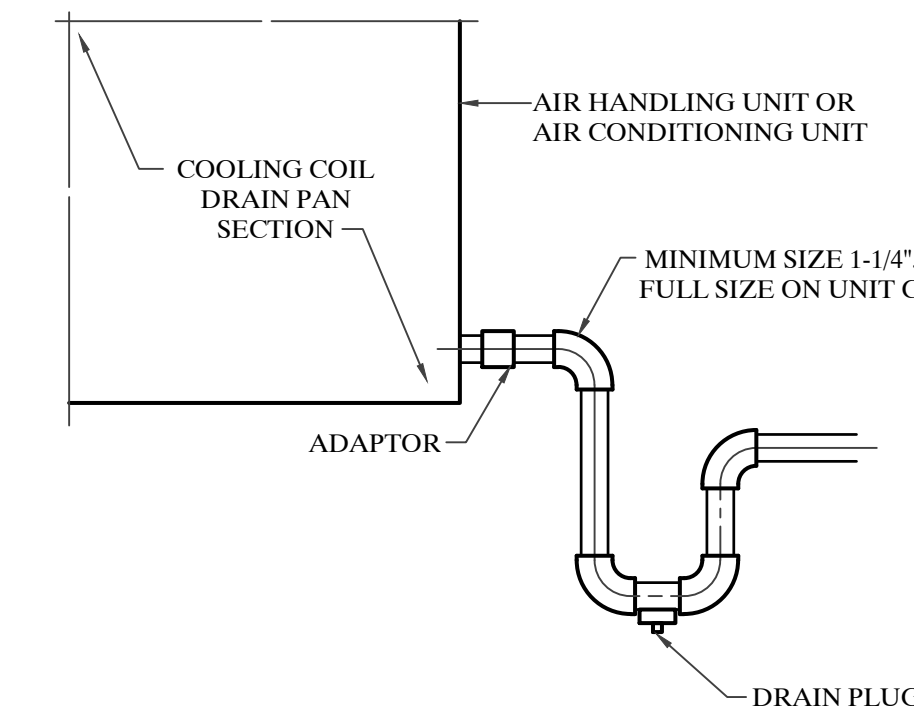 AIR HANDLING UNIT OR
AIR CONDITIONING UNIT
COOLING COIL
DRAIN PAN
SECTION
MINIMUM SIZE 1-1/4"
FULL SIZE ON UNIT
ADAPTOR
DRAIN PLUG